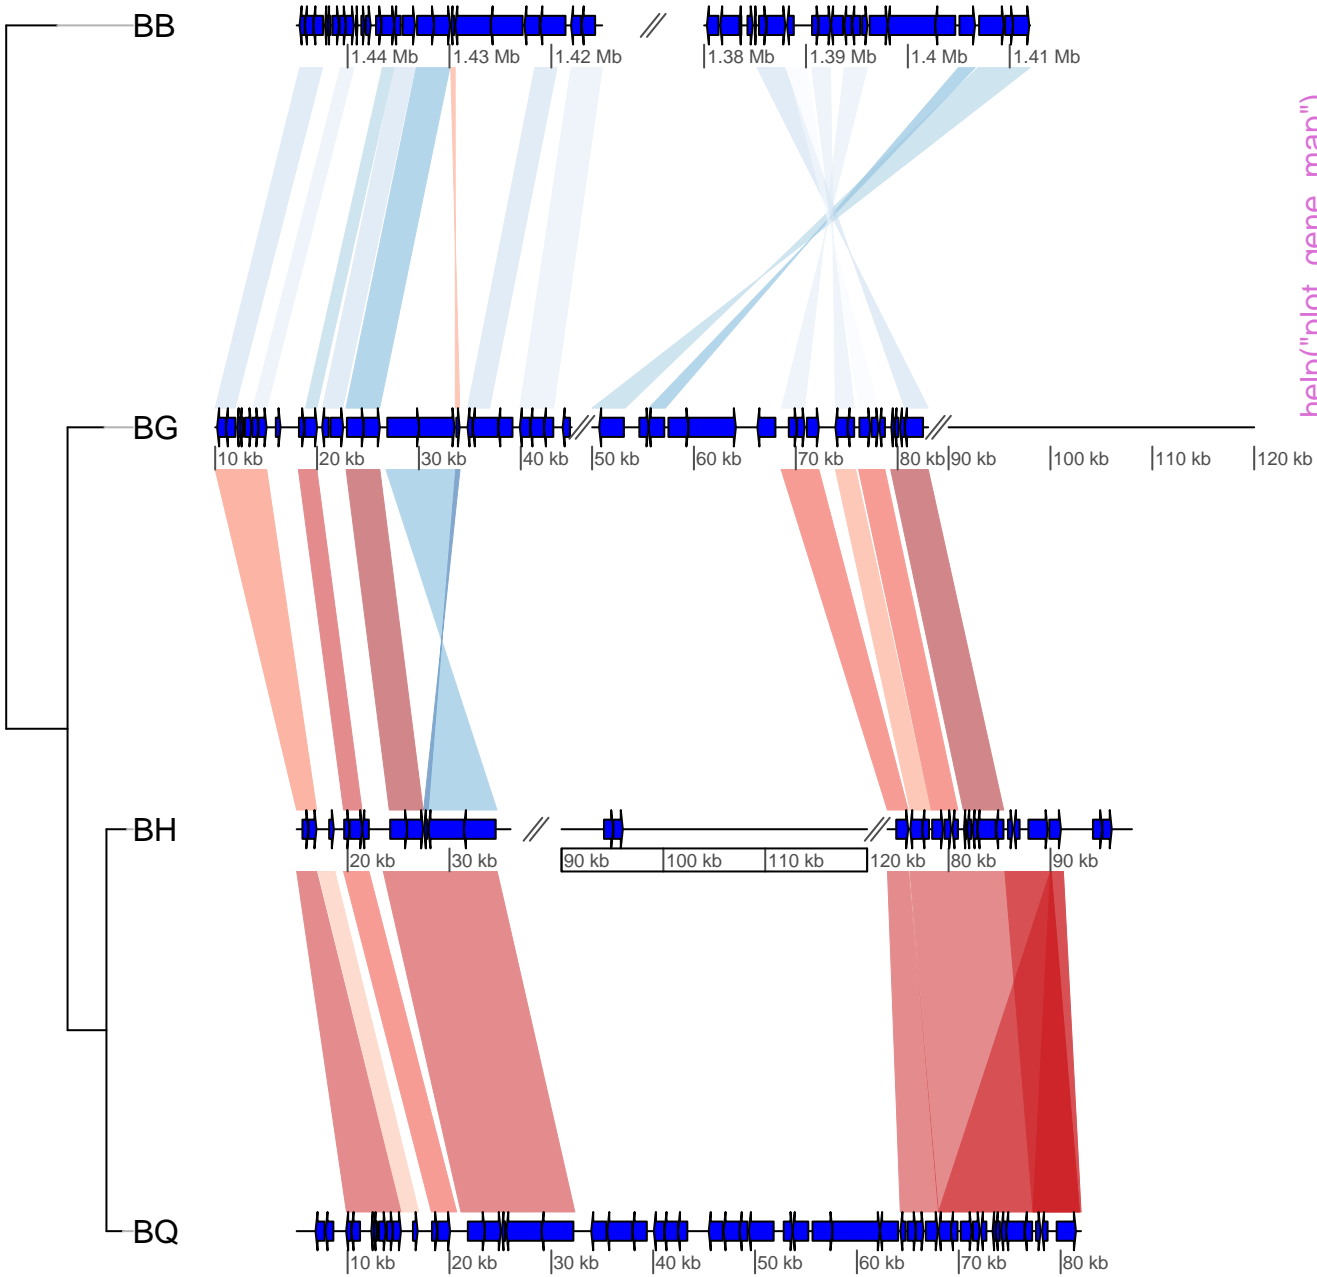 BB
1.44 Mb 1.43 Mb 1.42 Mb 1.38 Mb 1.39 Mb 1.4 Mb 1.41 Mb
help("plot_gene_map")
BG
10 kb 20 kb 30 kb 40 kb 50 kb 60 kb 70 kb 80 kb 90 kb 100 kb 110 kb 120 kb
BH
20 kb 30 kb 90 kb 100 kb 110 kb 120 kb 80 kb 90 kb
BQ
10 kb 20 kb 30 kb 40 kb 50 kb 60 kb 70 kb 80 kb